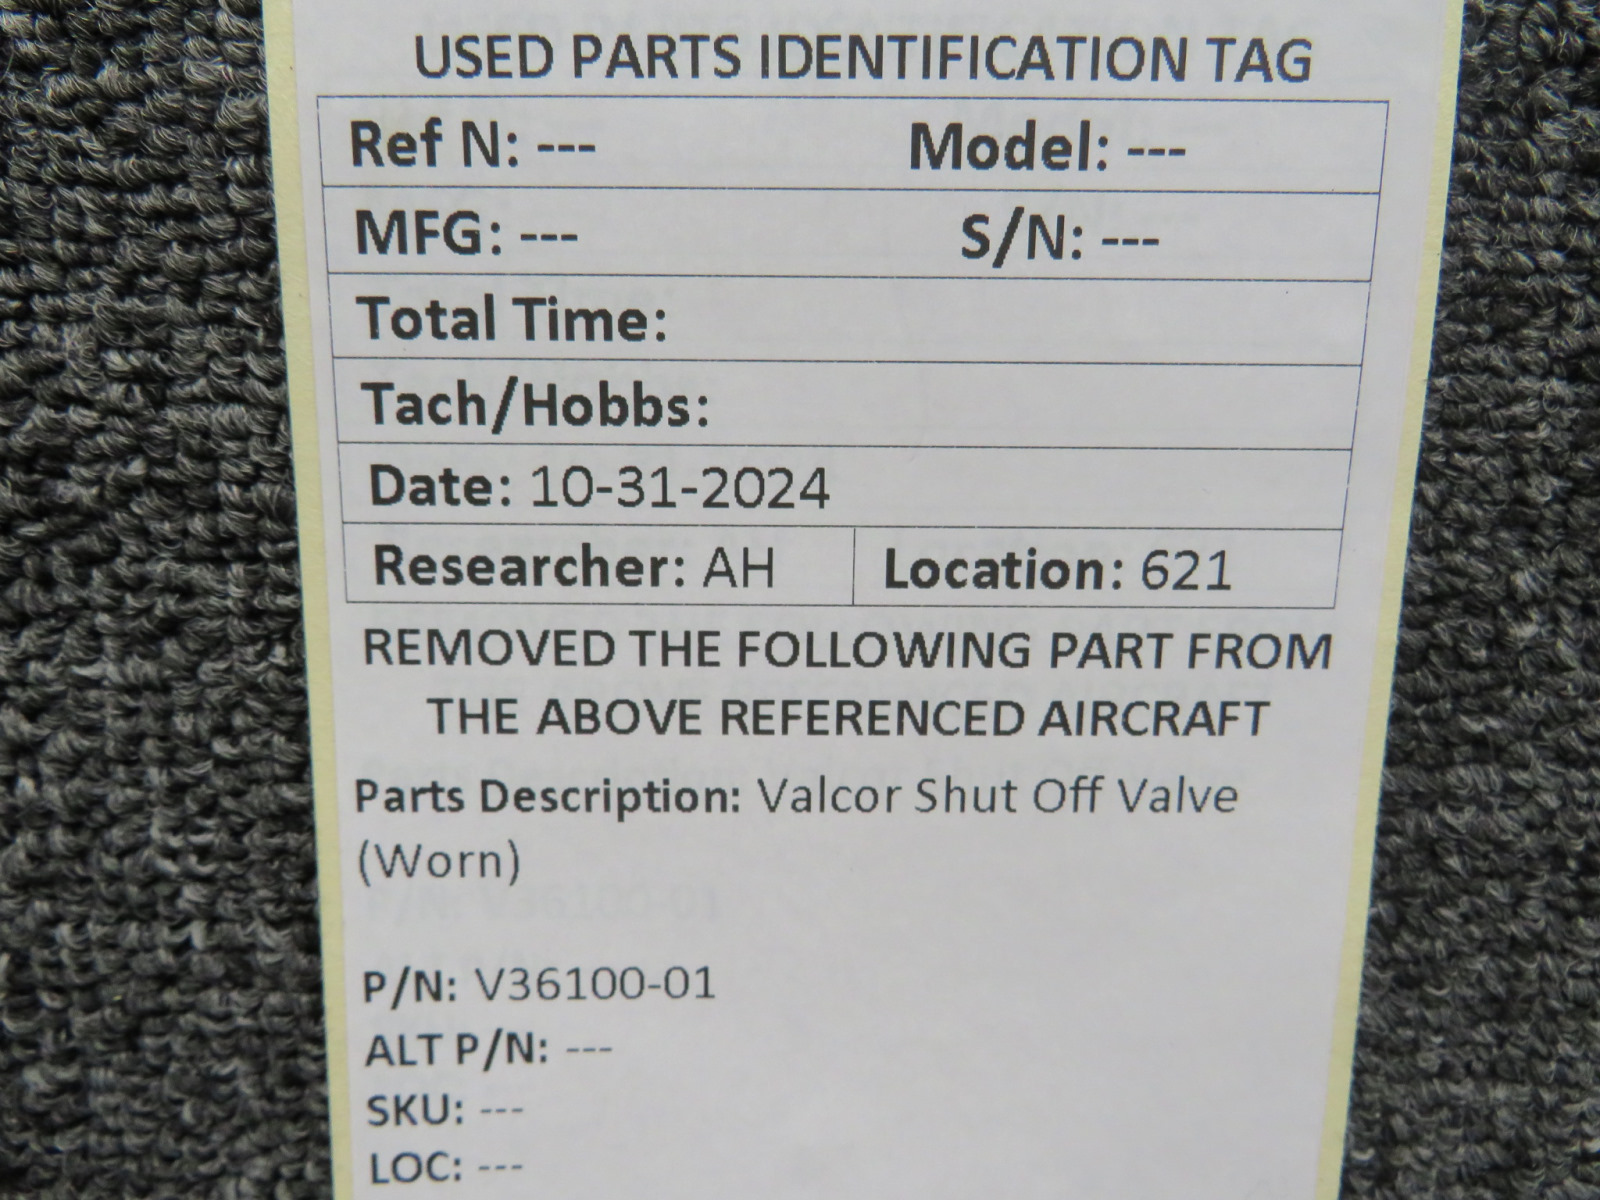 USED PARTS IDENTIFICATION TAG
Ref N: --- Model: ---
MFG: --- S/N: ---
Total Time:
Tach/Hobbs:
Date: 10-31-2024
Researcher: AH Location: 621
REMOVED THE FOLLOWING PART FROM
THE ABOVE REFERENCED AIRCRAFT
Parts Description: Valcor Shut Off Valve
(Worn)
P/N: V36100-01
ALT P/N: ---
SKU: ---
LOC: ---